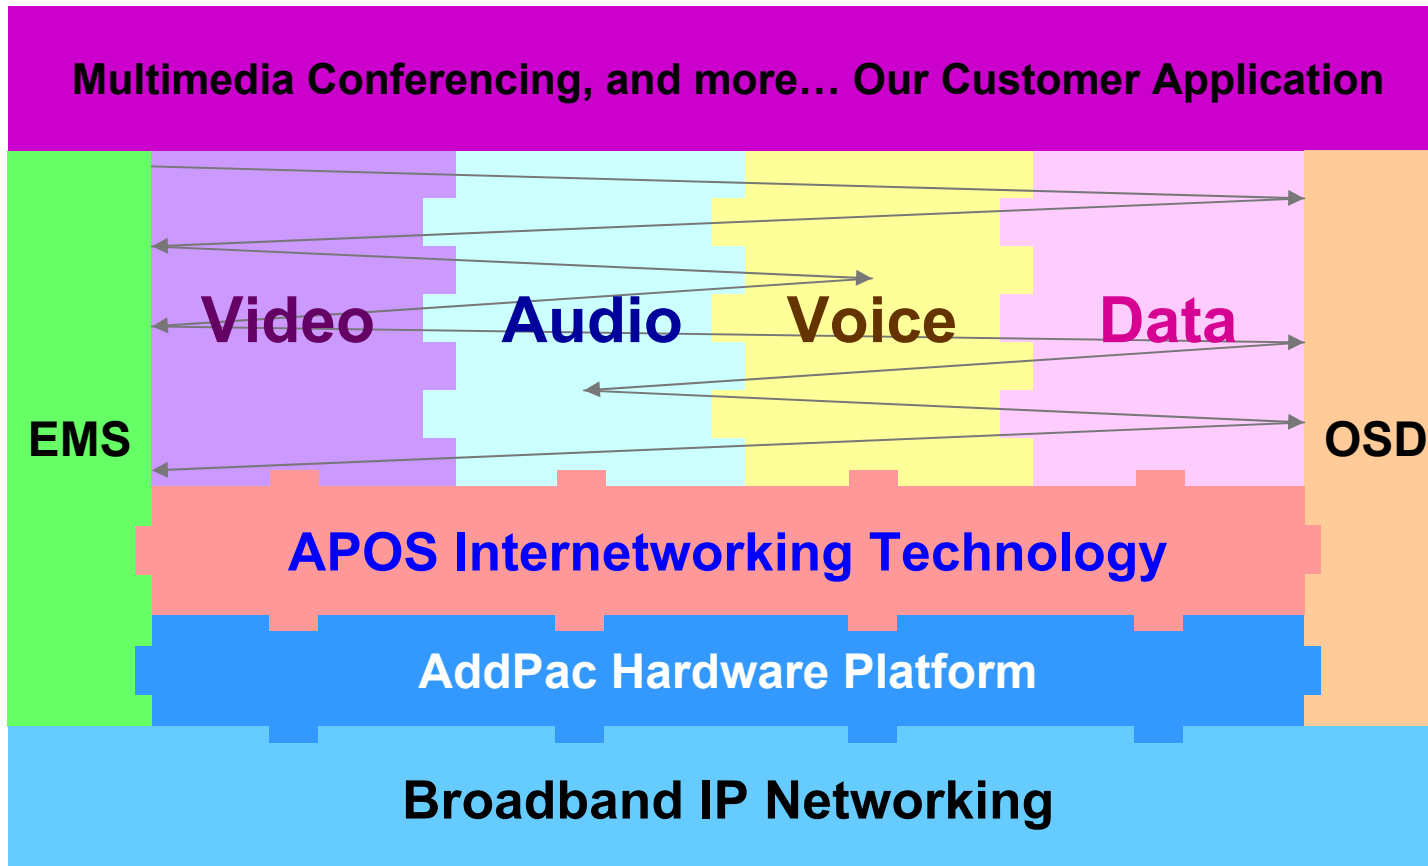 Multimedia Conferencing, and more… Our Customer Application
Video Audio Voice Data
EMS
OSD
APOS Internetworking Technology
AddPac Hardware Platform
Broadband IP Networking